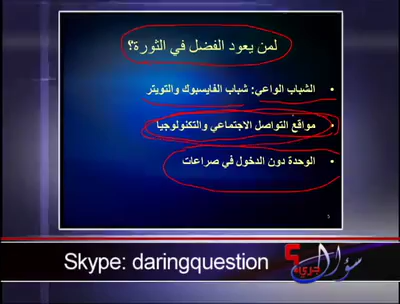 لمن يعود الفضل في الثورة؟
• الشباب الواعي: شباب الفايسبوك والتويتر
• مواقع التواصل الاجتماعي والتكنولوجيا
• الوحدة دون الدخول في صراعات
Skype: daringquestion
سؤال جريء